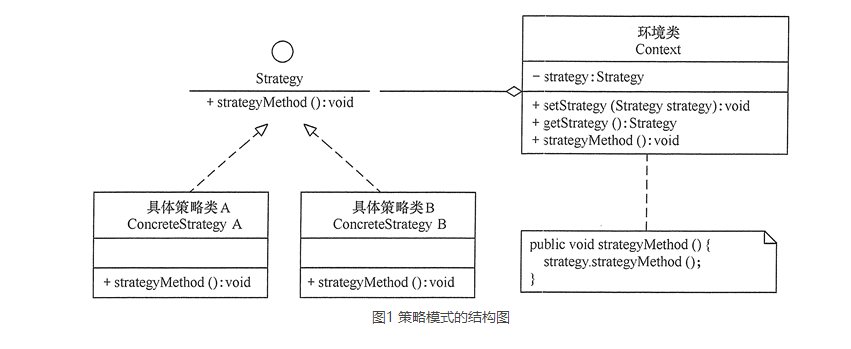 Strategy
+ strategyMethod ( ) : void
环境类
Context
- strategy : Strategy
+ setStrategy (Strategy strategy) : void
+ getStrategy ( ) : Strategy
+ strategyMethod ( ) : void
具体策略类A
ConcreteStrategy A
+ strategyMethod ( ) : void
具体策略类B
ConcreteStrategy B
+ strategyMethod ( ) : void
public void strategyMethod ( ) {
strategy.strategyMethod ( );
}
图1 策略模式的结构图